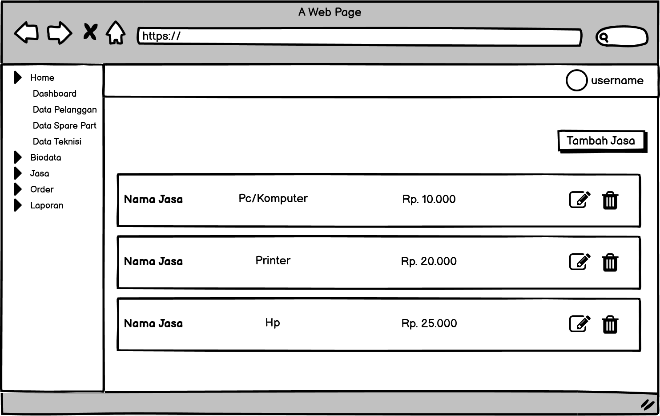 A Web Page
https://
username
Home
Dashboard
Data Pelanggan
Data Spare Part
Data Teknisi
Biodata
Jasa
Order
Laporan
Tambah Jasa
Nama Jasa Pc/Komputer Rp. 10.000
Nama Jasa Printer Rp. 20.000
Nama Jasa Hp Rp. 25.000